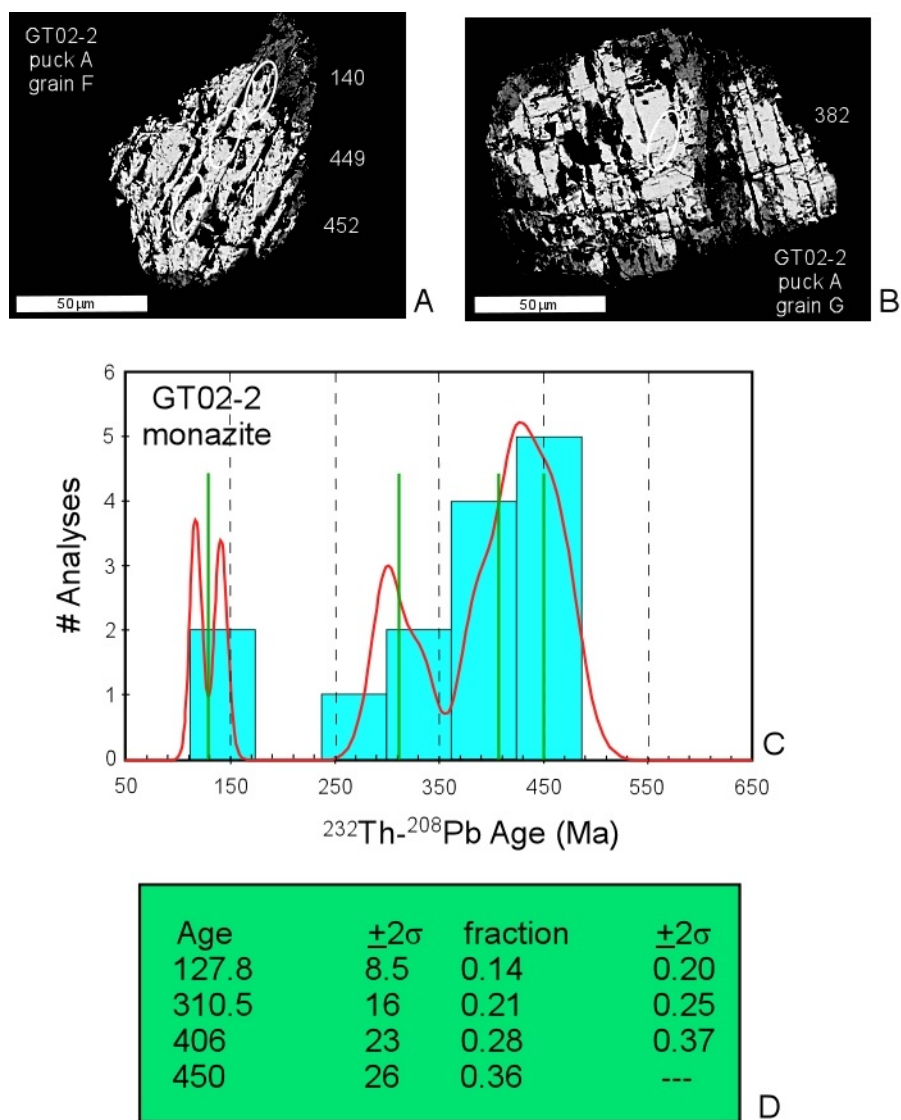 GT02-2
puck A
grain F
140
449
452
50 µm
A
382
GT02-2
puck A
grain G
50 µm
B
6
5
4
3
2
1
0
# Analyses
GT02-2
monazite
C
50 150 250 350 450 550 650
²³²Th-²⁰⁸Pb Age (Ma)
Age ±2σ fraction ±2σ
127.8 8.5 0.14 0.20
310.5 16 0.21 0.25
406 23 0.28 0.37
450 26 0.36 ---
D